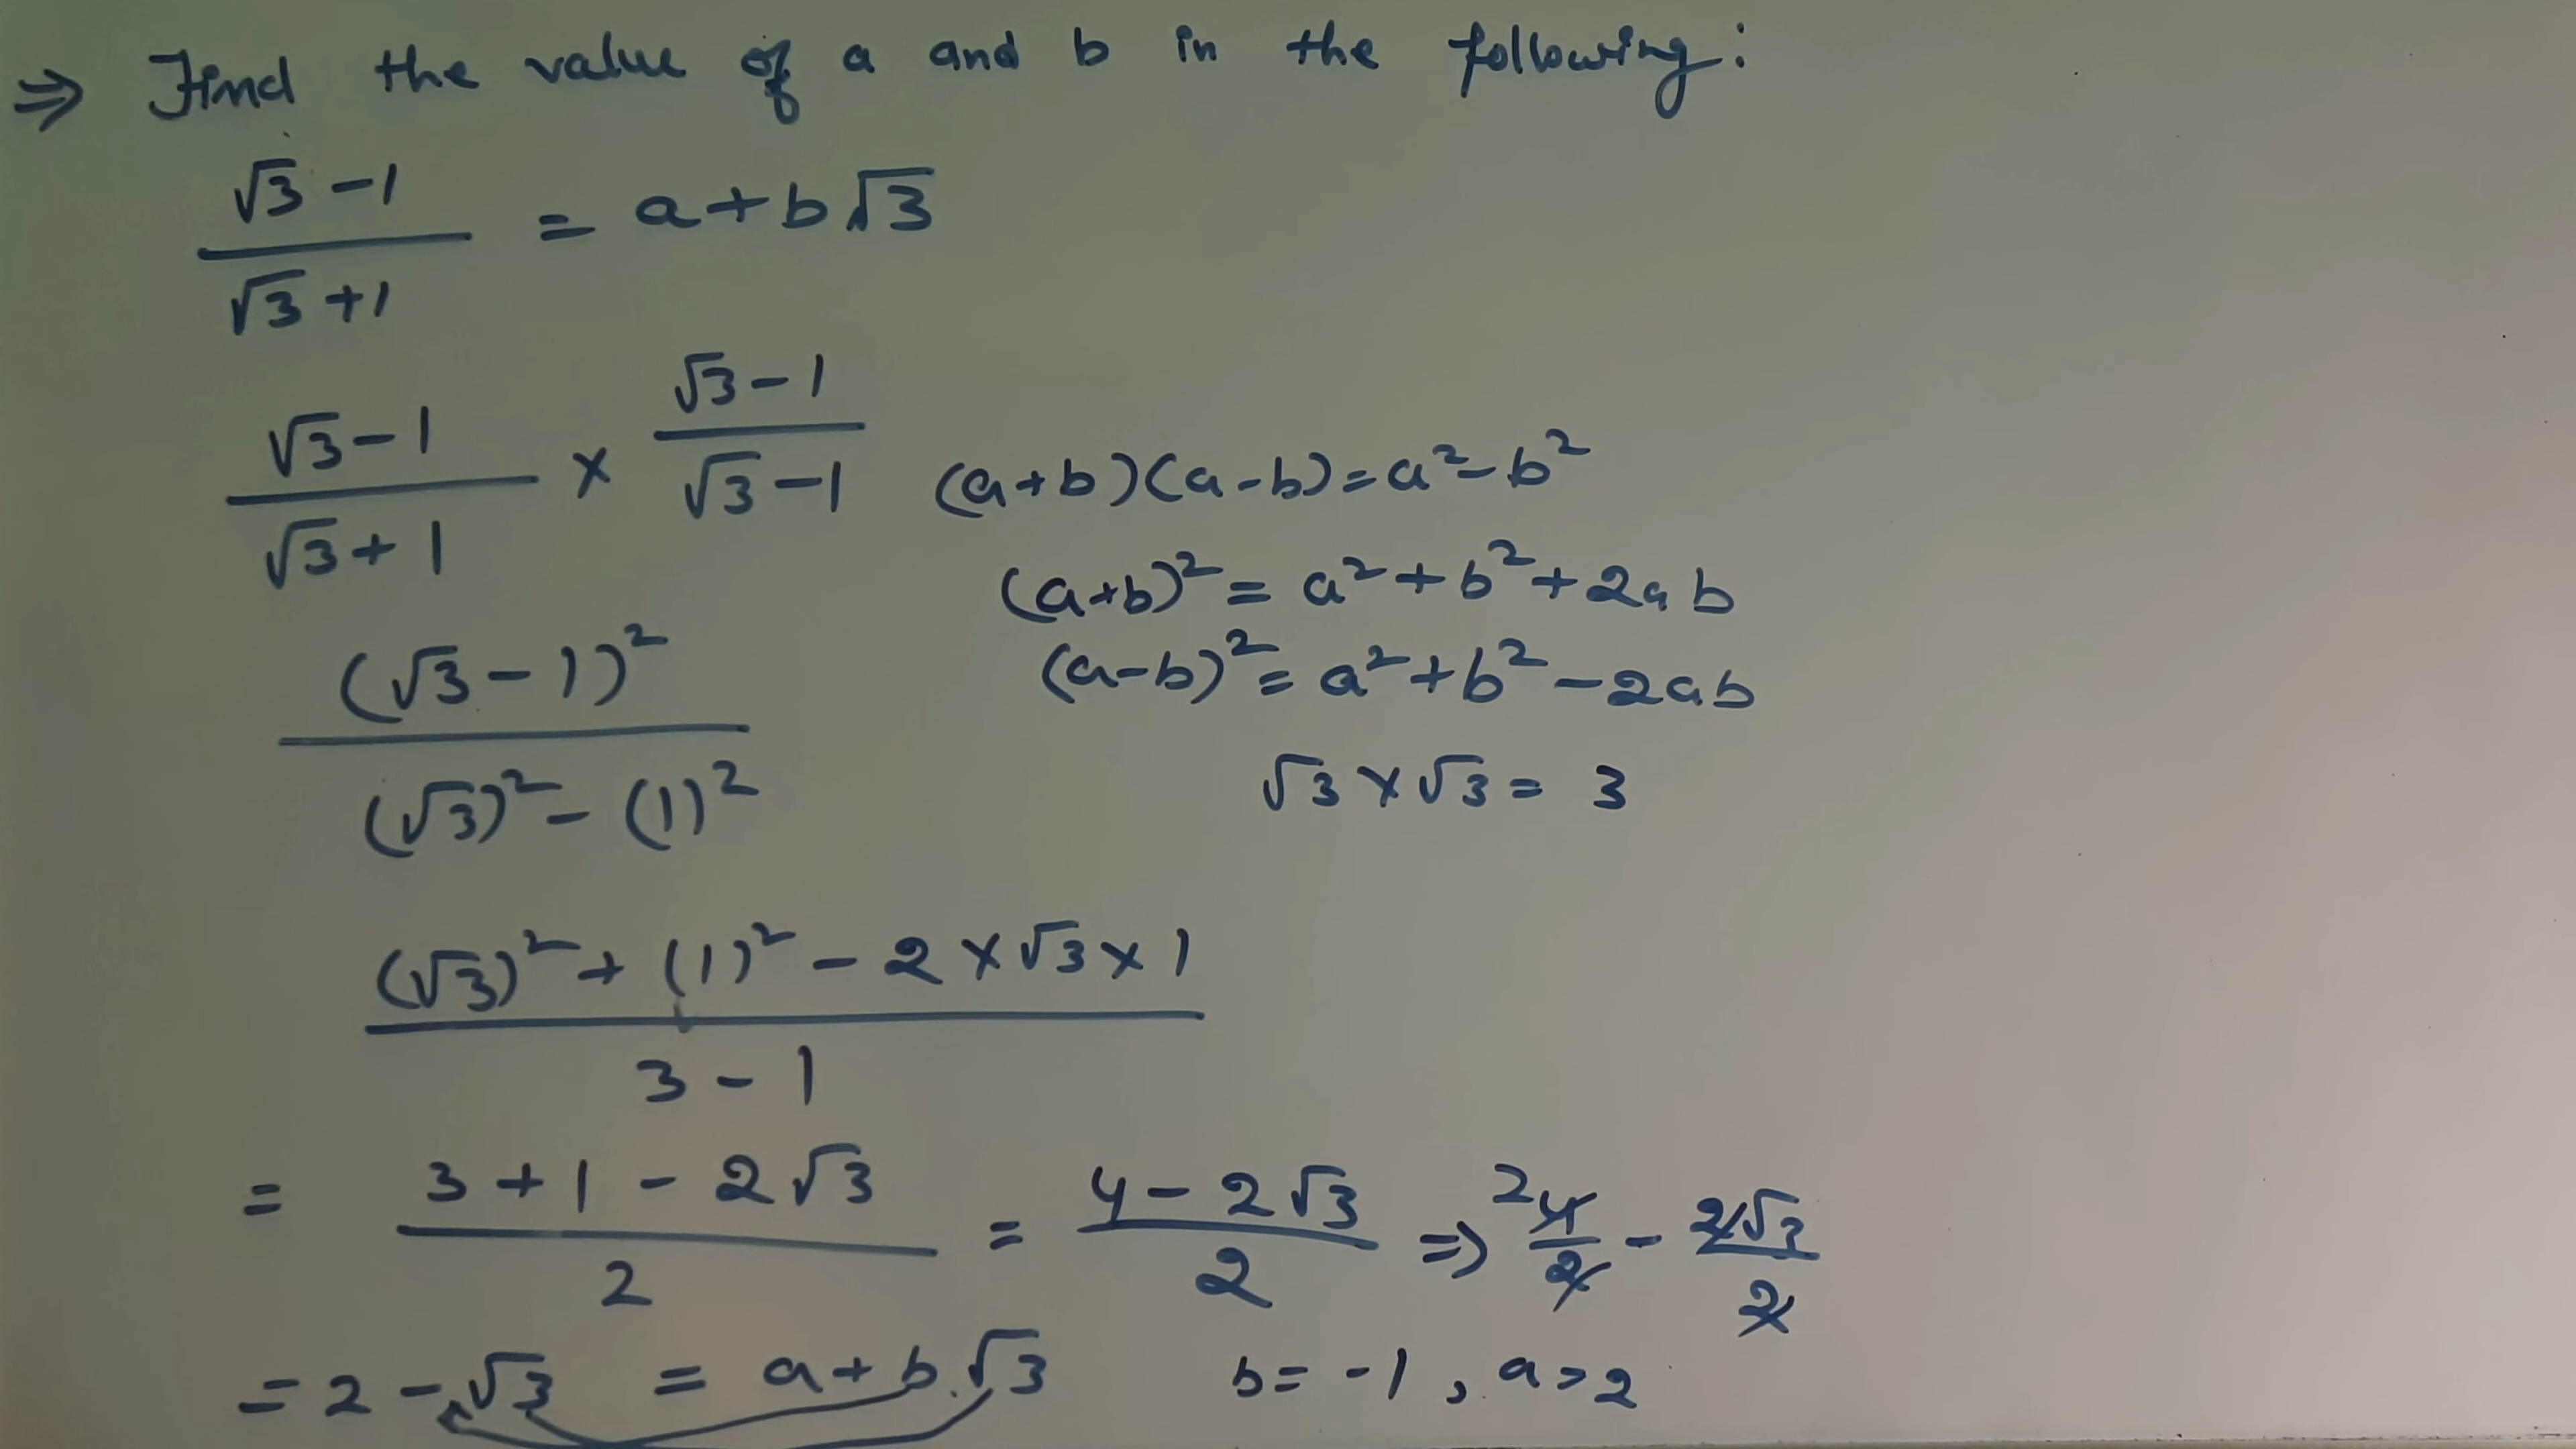 ⇒ Find the value of a and b in the following:
(√3 - 1)/(√3 + 1) = a + b√3
(√3 - 1)/(√3 + 1) × (√3 - 1)/(√3 - 1)
(a+b)(a-b) = a² - b²
(a+b)² = a² + b² + 2ab
(a-b)² = a² + b² - 2ab
√3 × √3 = 3
(√3 - 1)²/((√3)² - (1)²)
((√3)² + (1)² - 2 × √3 × 1)/(3 - 1)
= (3 + 1 - 2√3)/2 = (4 - 2√3)/2 ⇒ 2 4/2 - 2√3/2
= 2 - √3 = a + b.√3 b = -1, a = 2